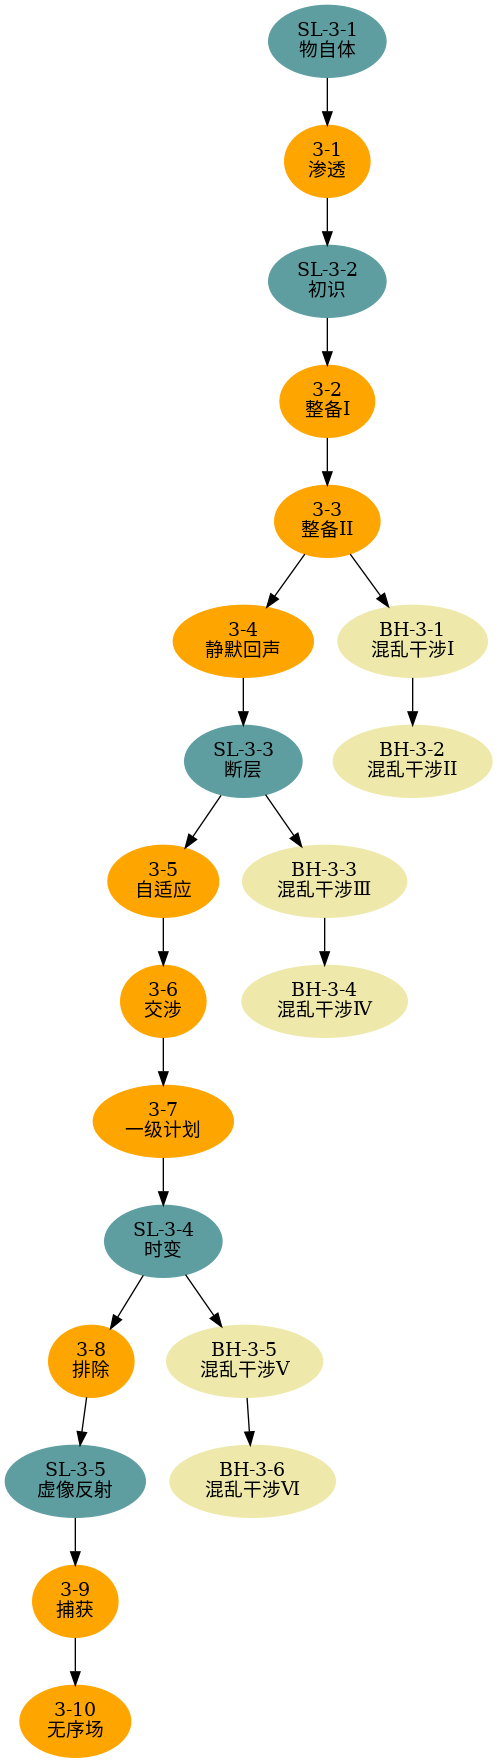 SL-3-1
物自体
3-1
渗透
SL-3-2
初识
3-2
整备I
3-3
整备II
3-4
静默回声
BH-3-1
混乱干涉I
SL-3-3
断层
BH-3-2
混乱干涉II
3-5
自适应
BH-3-3
混乱干涉Ⅲ
3-6
交涉
BH-3-4
混乱干涉Ⅳ
3-7
一级计划
SL-3-4
时变
3-8
排除
BH-3-5
混乱干涉V
SL-3-5
虚像反射
BH-3-6
混乱干涉Ⅵ
3-9
捕获
3-10
无序场